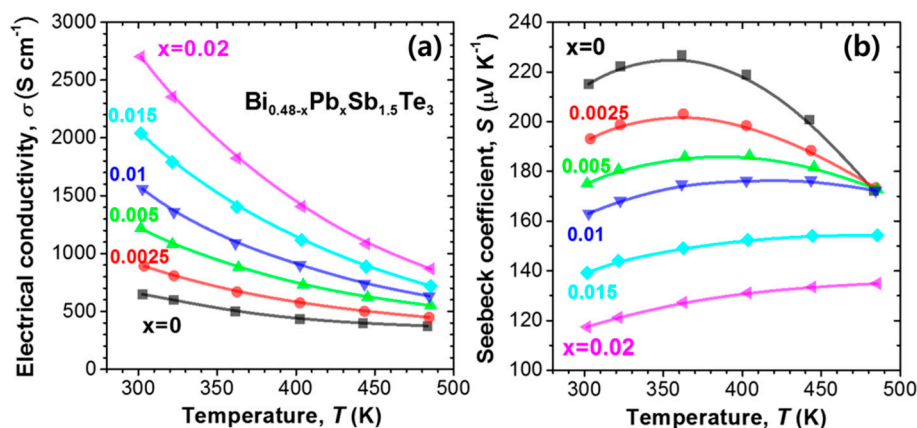 (a)
x=0.02
Bi0.48-xPbxSb1.5Te3
0.015
0.01
0.005
0.0025
x=0
Electrical conductivity, σ (S cm-1)
3000
2500
2000
1500
1000
500
0
300 350 400 450 500
Temperature, T (K)
(b)
x=0
0.0025
0.005
0.01
0.015
x=0.02
Seebeck coefficient, S (μV K-1)
240
220
200
180
160
140
120
100
300 350 400 450 500
Temperature, T (K)